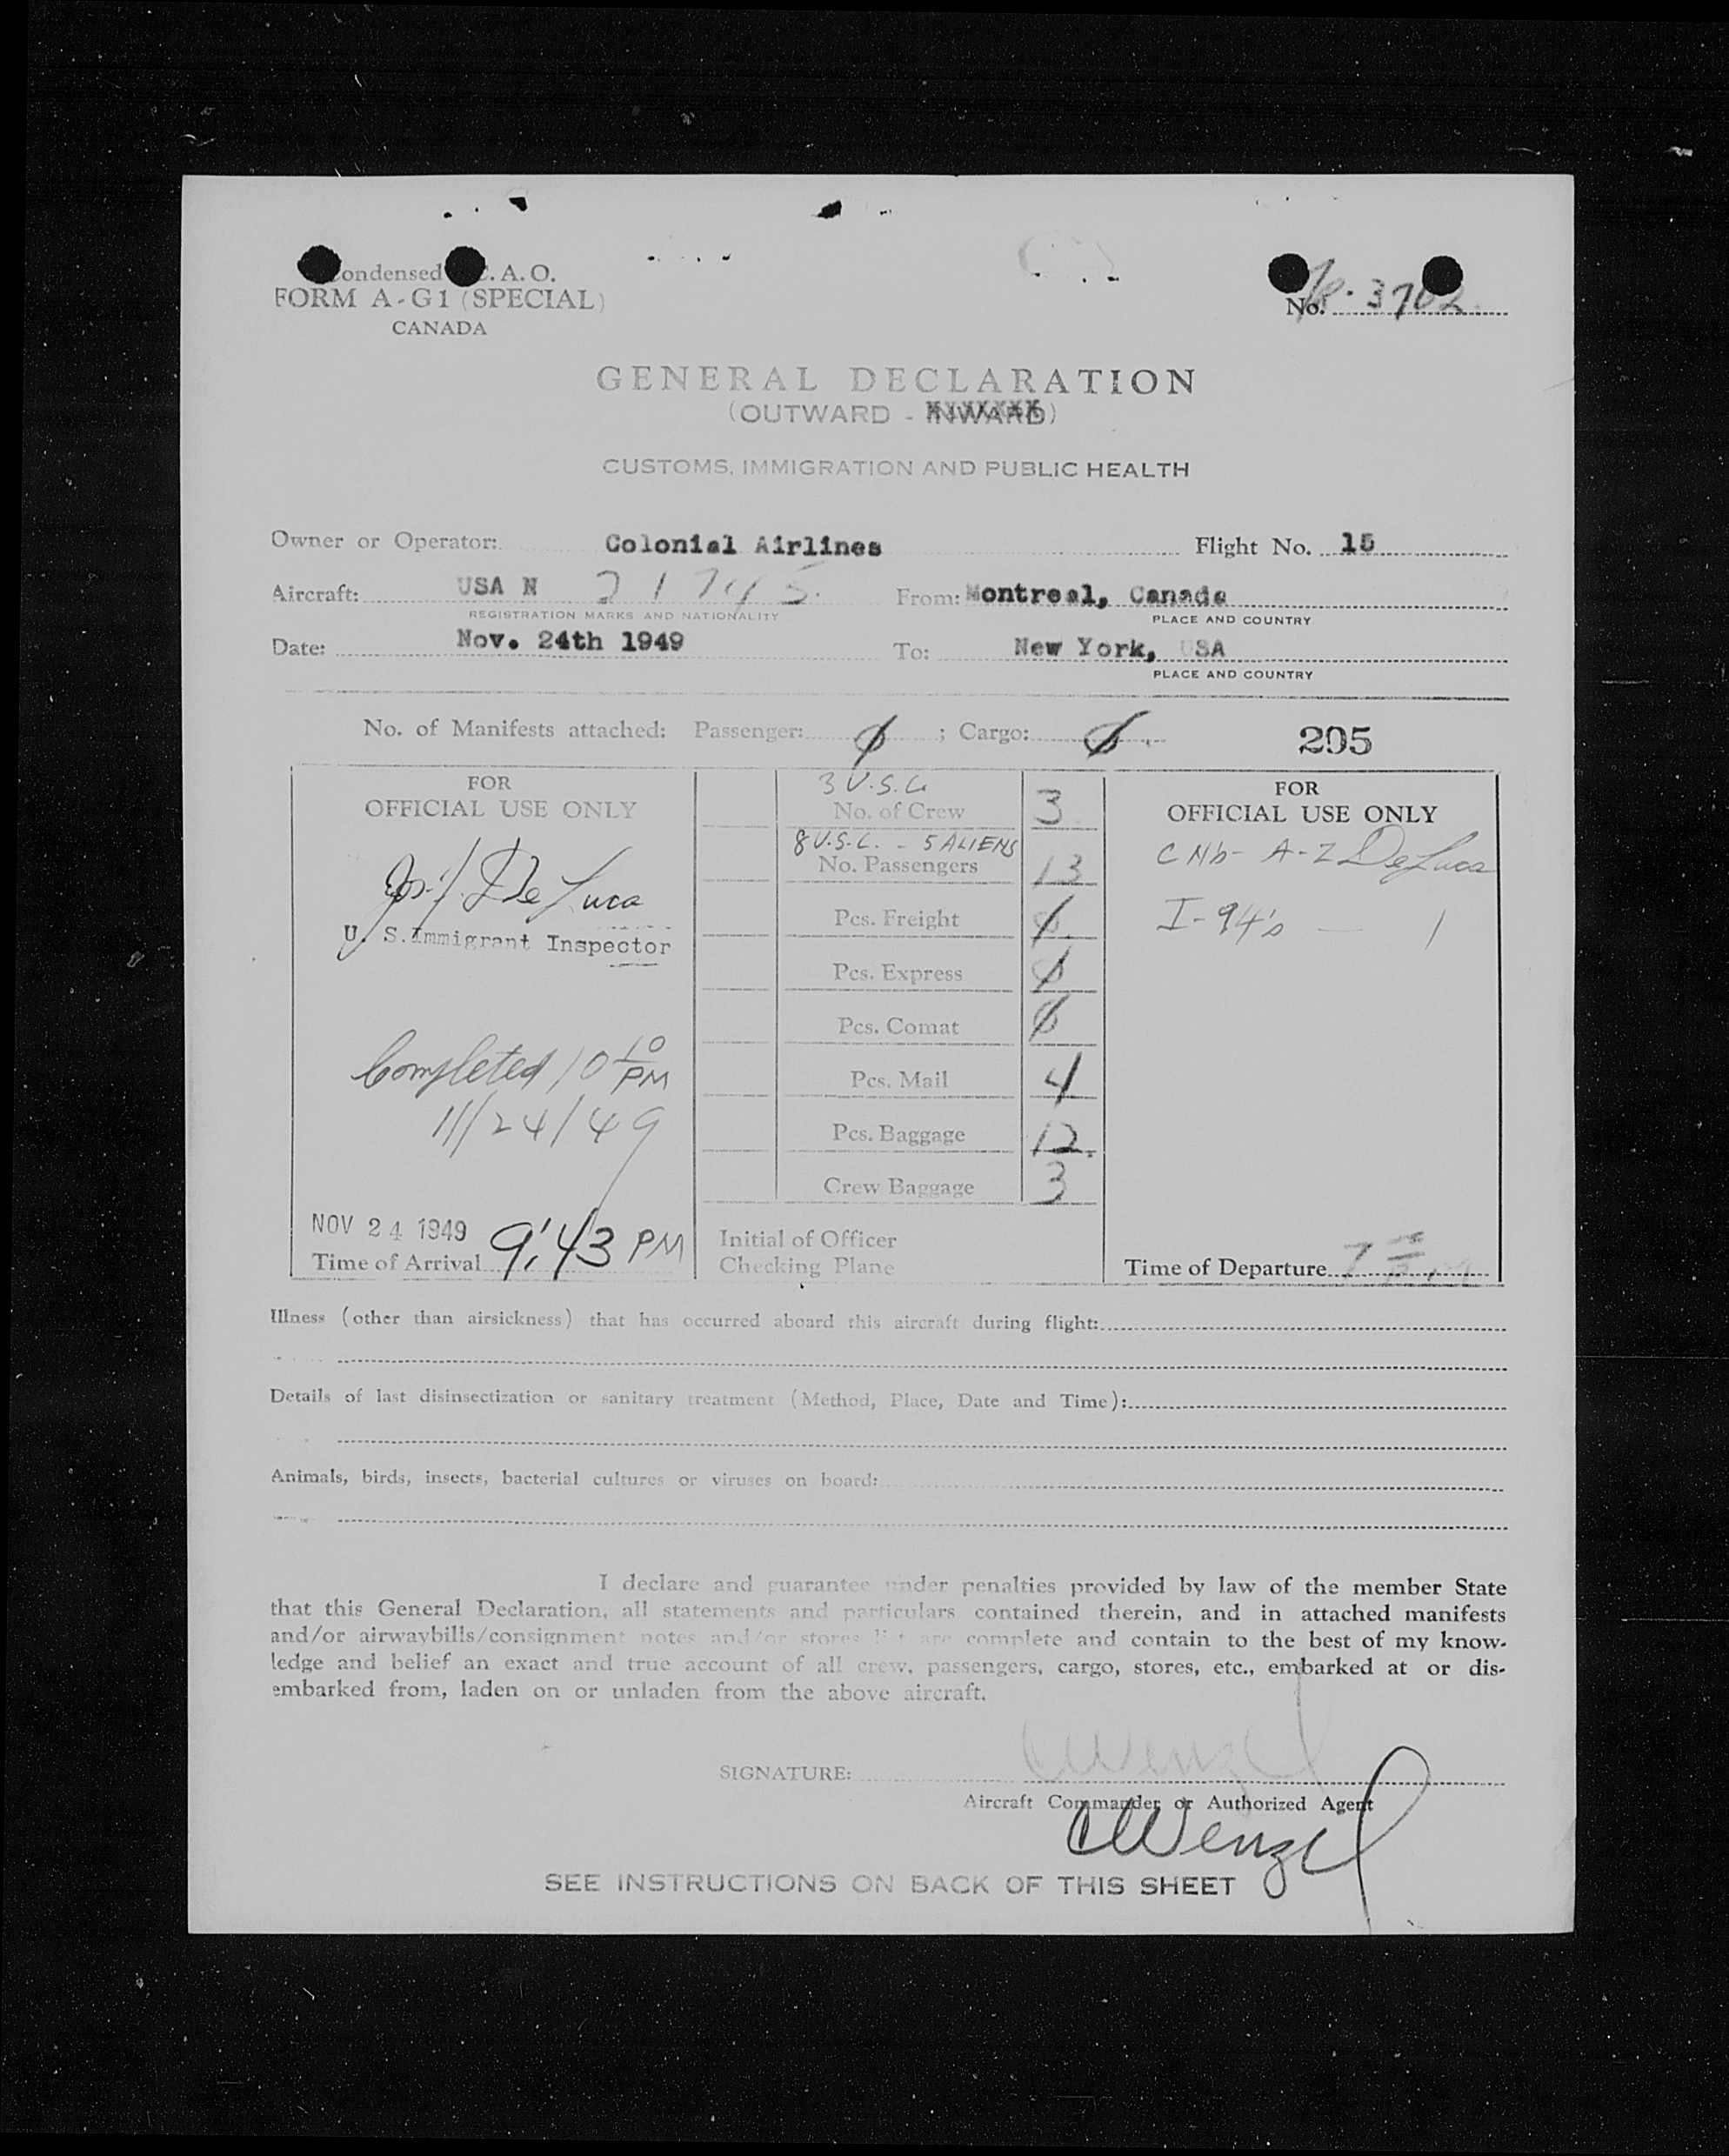 ondensed C. A. O.
FORM A-G1 (SPECIAL)
CANADA
No. 3702
GENERAL DECLARATION
(OUTWARD - INWARD)
CUSTOMS, IMMIGRATION AND PUBLIC HEALTH
Owner or Operator: Colonial Airlines Flight No. 15
Aircraft: USA N 21745 From: Montreal, Canada
REGISTRATION MARKS AND NATIONALITY PLACE AND COUNTRY
Date: Nov. 24th 1949 To: New York, USA
PLACE AND COUNTRY
No. of Manifests attached: Passenger: 0 ; Cargo: 0 295
FOR
OFFICIAL USE ONLY
Jos. De Luca
U. S. Immigrant Inspector
Completed 10 10 PM
11/24/49
NOV 24 1949
Time of Arrival 9:43 PM
3 U.S.C.
No. of Crew 3
8 U.S.C. - 5 ALIENS
No. Passengers 13
Pcs. Freight 0
Pcs. Express 0
Pcs. Comat 0
Pcs. Mail 4
Pcs. Baggage 12.
Crew Baggage 3
Initial of Officer
Checking Plane
FOR
OFFICIAL USE ONLY
A-Z DeLuca
I-94's — 1
Time of Departure 7
Illness (other than airsickness) that has occurred aboard this aircraft during flight:
Details of last disinsectization or sanitary treatment (Method, Place, Date and Time):
Animals, birds, insects, bacterial cultures or viruses on board:
I declare and guarantee under penalties provided by law of the member State
that this General Declaration, all statements and particulars contained therein, and in attached manifests
and/or airwaybills/consignment notes and/or stores list are complete and contain to the best of my know-
ledge and belief an exact and true account of all crew, passengers, cargo, stores, etc., embarked at or dis-
embarked from, laden on or unladen from the above aircraft.
CWenzel
SIGNATURE:
Aircraft Commander or Authorized Agent
CWenzel
SEE INSTRUCTIONS ON BACK OF THIS SHEET